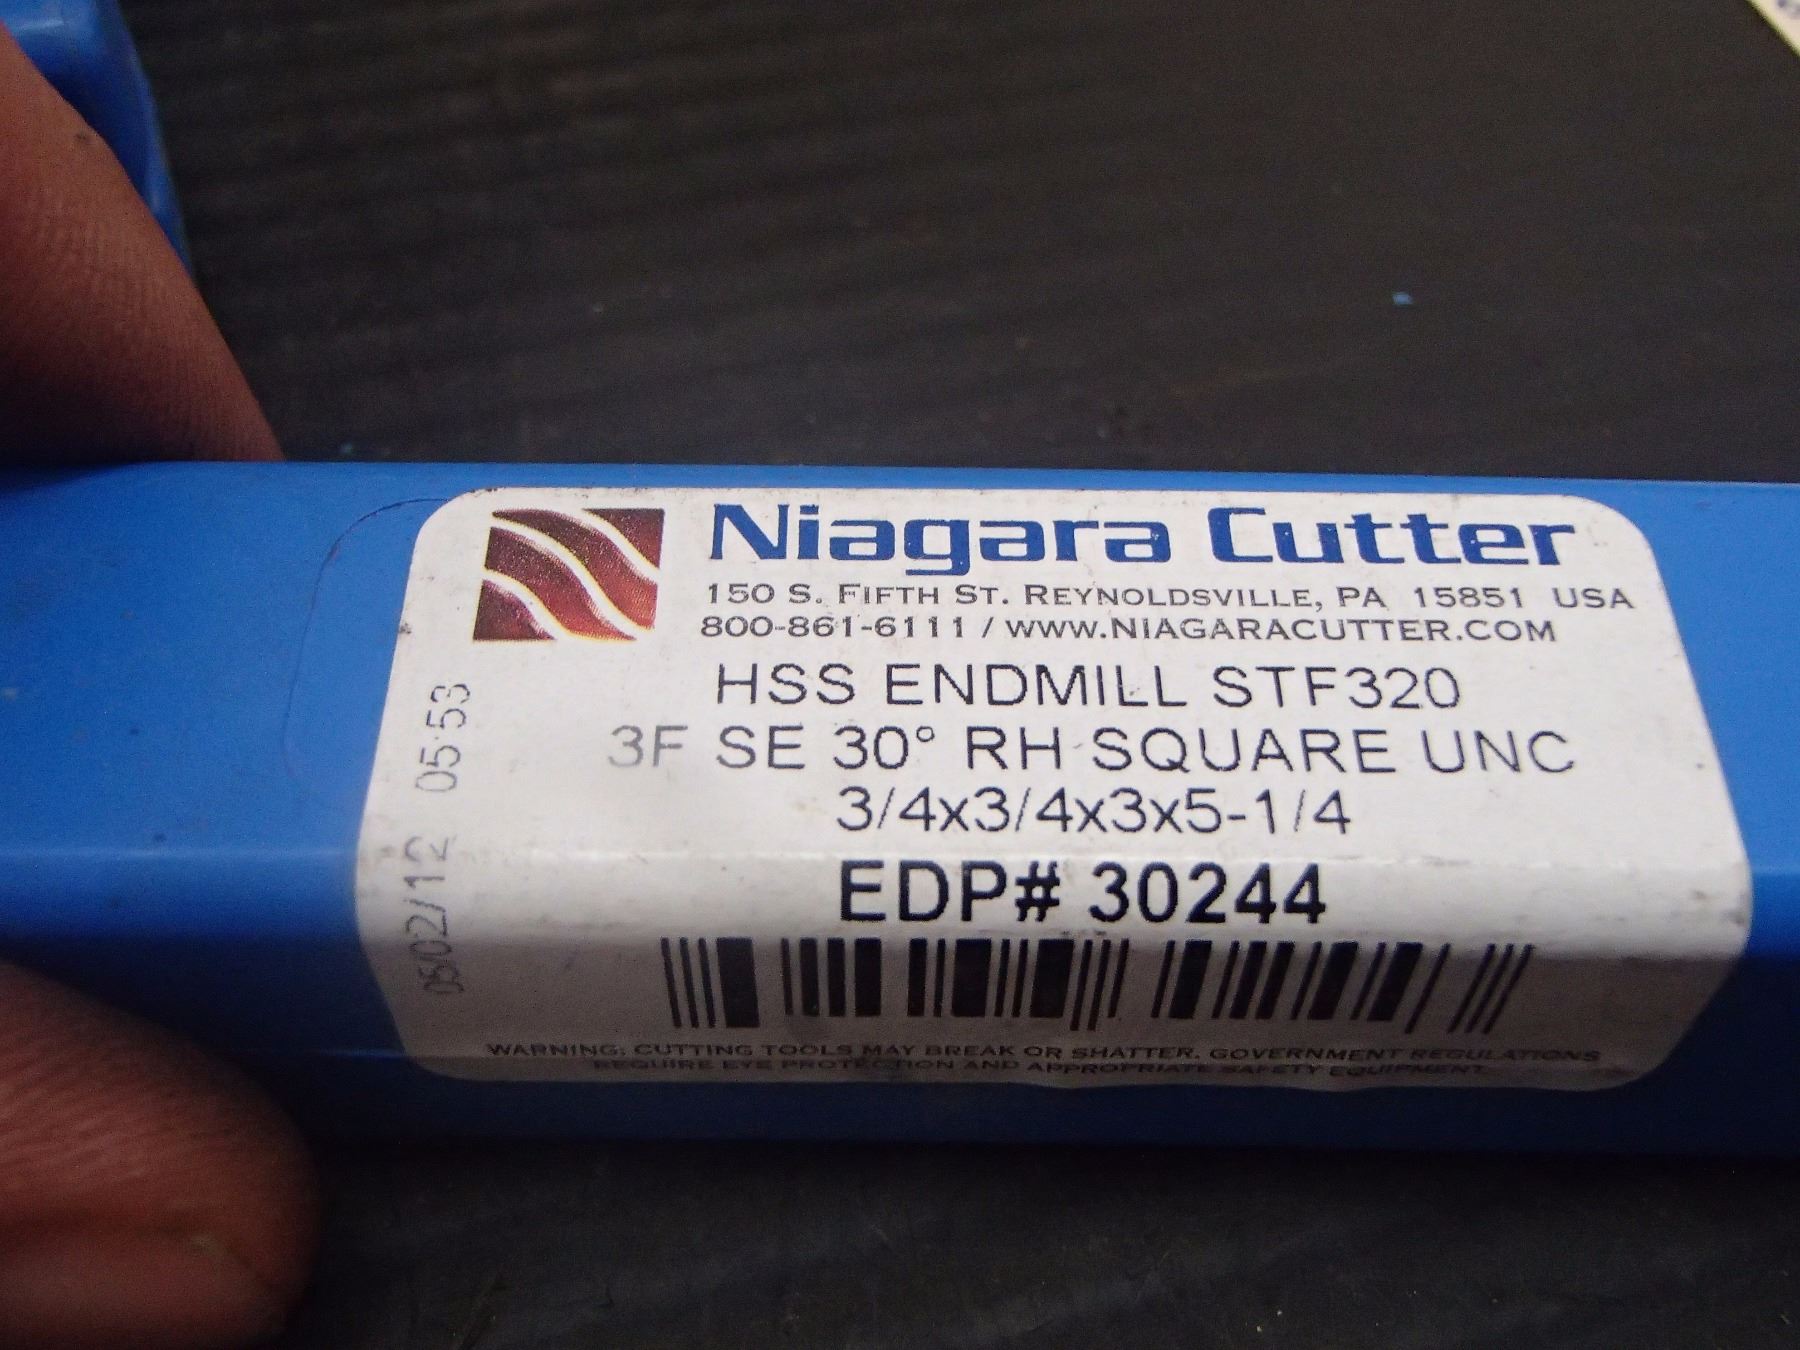 Niagara Cutter
150 S. FIFTH ST. REYNOLDSVILLE, PA 15851 USA
800-861-6111 / WWW.NIAGARACUTTER.COM
HSS ENDMILL STF320
3F SE 30° RH SQUARE UNC
3/4x3/4x3x5-1/4
EDP# 30244
WARNING: CUTTING TOOLS MAY BREAK OR SHATTER. GOVERNMENT REGULATIONS
REQUIRE EYE PROTECTION AND APPROPRIATE SAFETY EQUIPMENT.
05/02/12 05:53